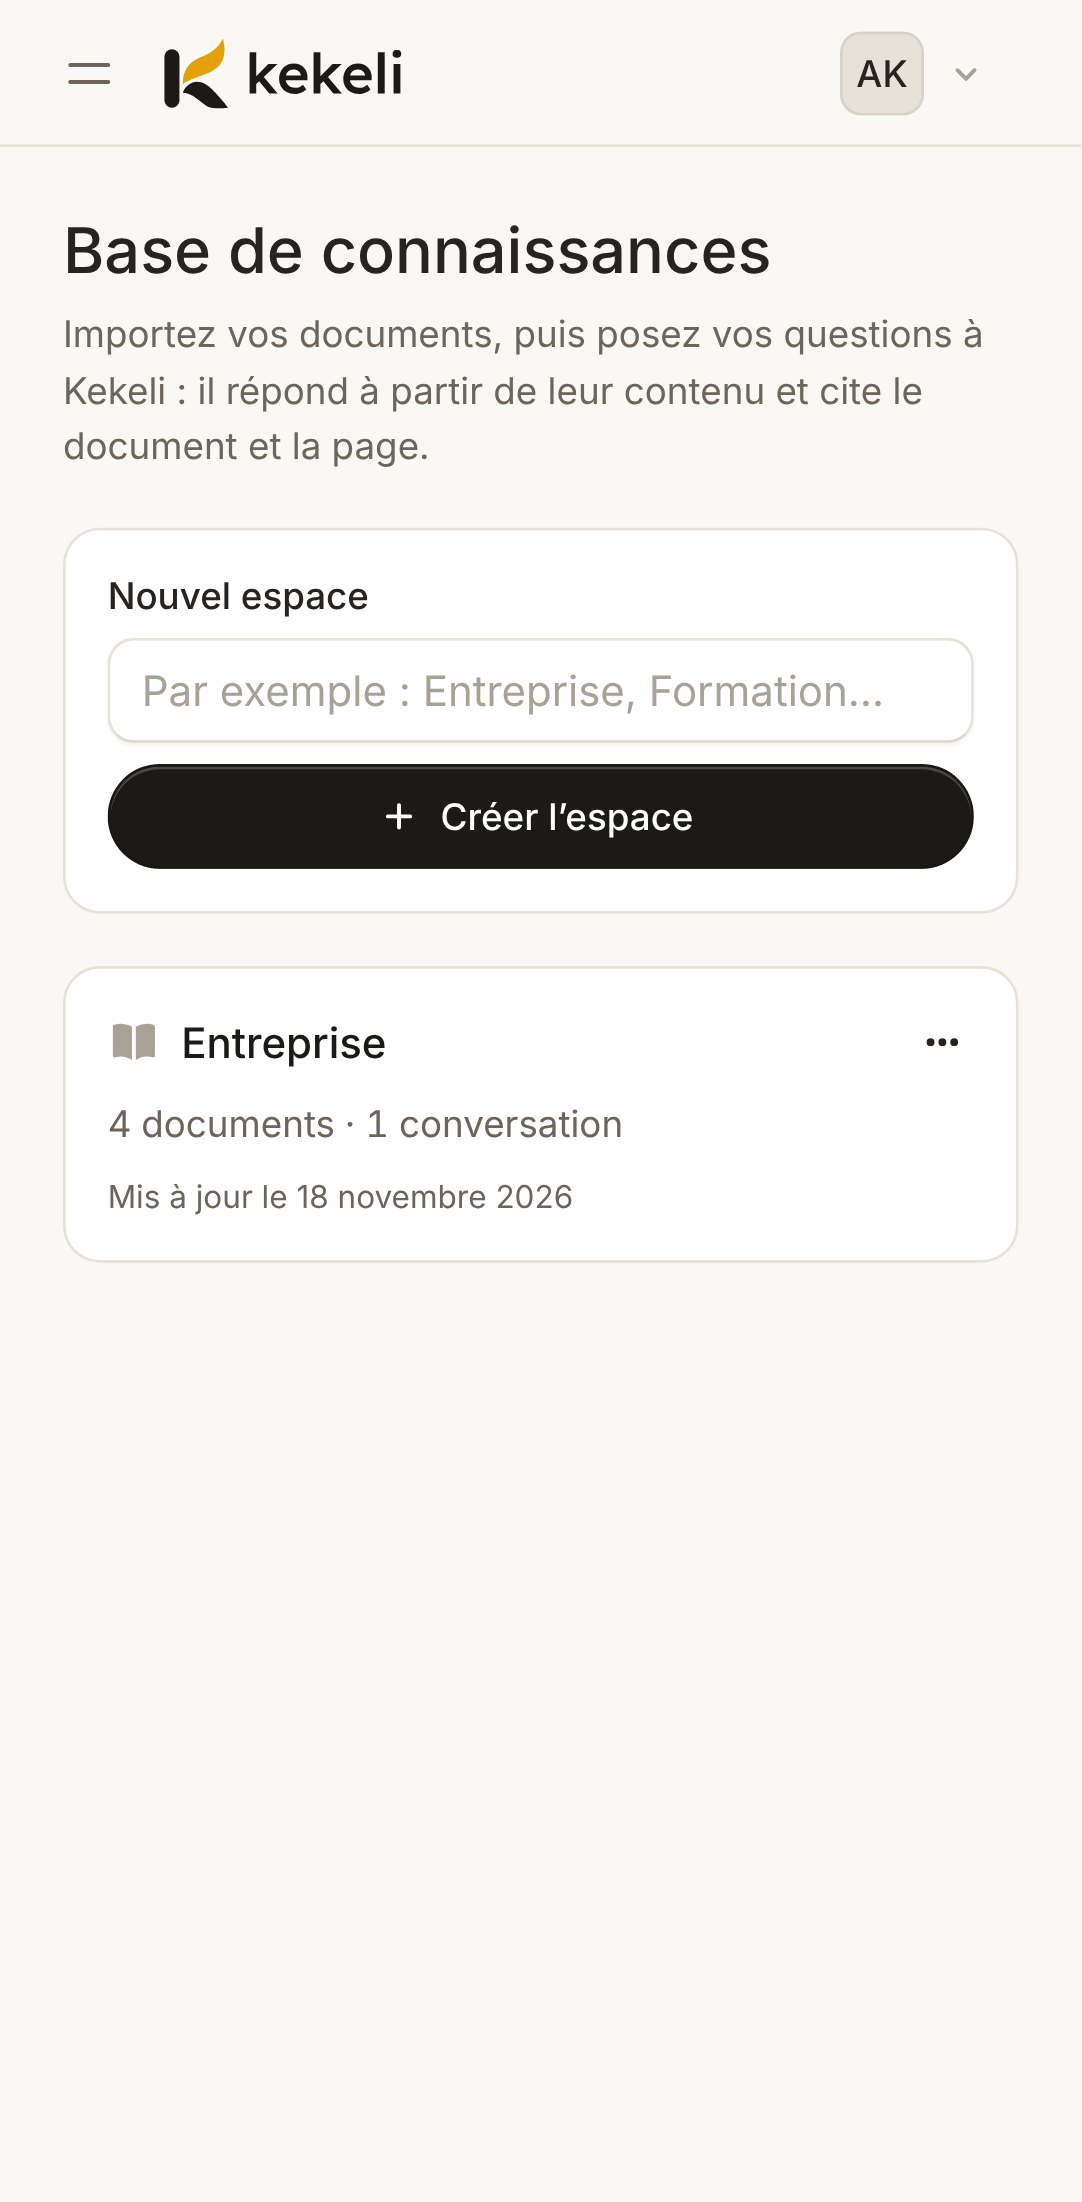 kekeli
AK
Base de connaissances
Importez vos documents, puis posez vos questions à
Kekeli : il répond à partir de leur contenu et cite le
document et la page.
Nouvel espace
Par exemple : Entreprise, Formation...
+ Créer l’espace
Entreprise
4 documents · 1 conversation
Mis à jour le 18 novembre 2026